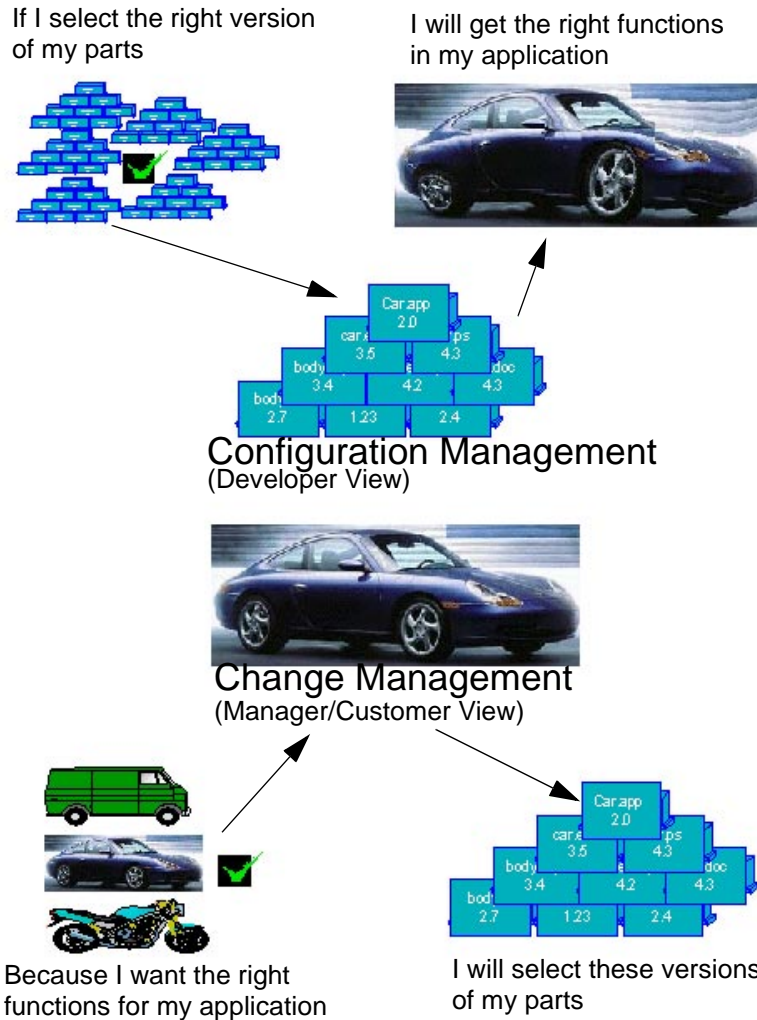 If I select the right version
of my parts
I will get the right functions
in my application
Car.app
2.0
3.5
4.3
3.4
4.2
4.3
2.7
1.23
2.4
Configuration Management
(Developer View)
Change Management
(Manager/Customer View)
Because I want the right
functions for my application
Car.app
2.0
3.5
4.3
3.4
4.2
4.3
2.7
1.23
2.4
I will select these versions
of my parts